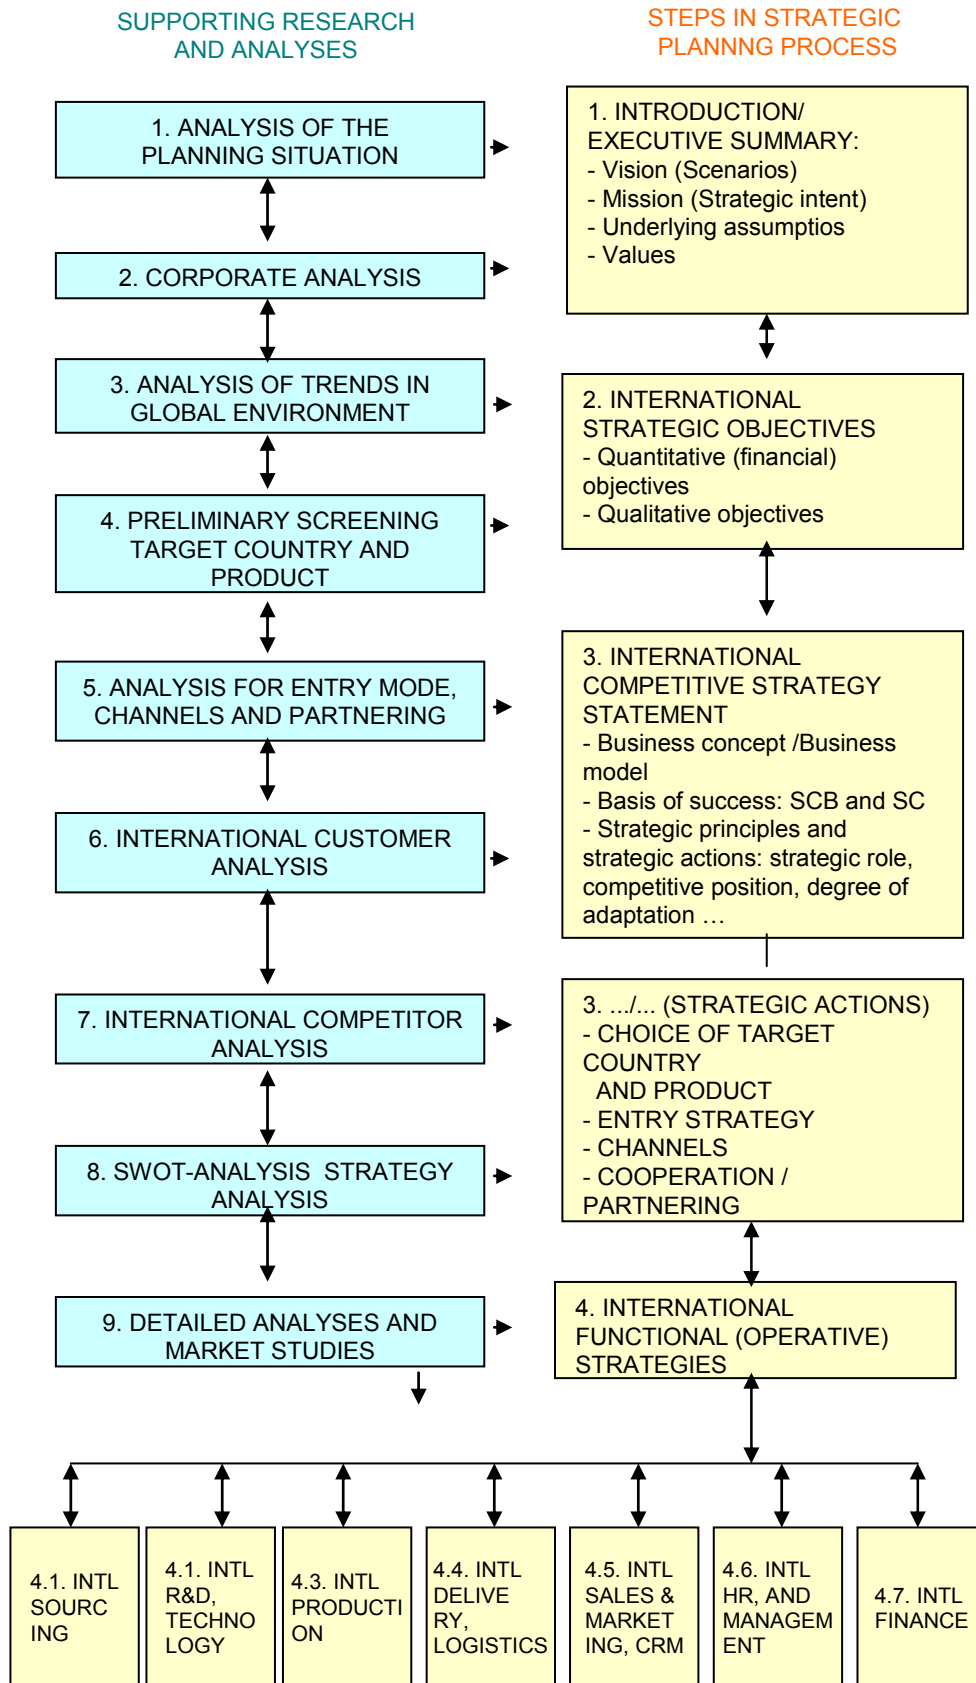 SUPPORTING RESEARCH
AND ANALYSES
STEPS IN STRATEGIC
PLANNNG PROCESS
1. ANALYSIS OF THE
PLANNING SITUATION
2. CORPORATE ANALYSIS
3. ANALYSIS OF TRENDS IN
GLOBAL ENVIRONMENT
4. PRELIMINARY SCREENING
TARGET COUNTRY AND
PRODUCT
5. ANALYSIS FOR ENTRY MODE,
CHANNELS AND PARTNERING
6. INTERNATIONAL CUSTOMER
ANALYSIS
7. INTERNATIONAL COMPETITOR
ANALYSIS
8. SWOT-ANALYSIS STRATEGY
ANALYSIS
9. DETAILED ANALYSES AND
MARKET STUDIES
1. INTRODUCTION/
EXECUTIVE SUMMARY:
- Vision (Scenarios)
- Mission (Strategic intent)
- Underlying assumptios
- Values
2. INTERNATIONAL
STRATEGIC OBJECTIVES
- Quantitative (financial)
objectives
- Qualitative objectives
3. INTERNATIONAL
COMPETITIVE STRATEGY
STATEMENT
- Business concept /Business
model
- Basis of success: SCB and SC
- Strategic principles and
strategic actions: strategic role,
competitive position, degree of
adaptation …
3. .../... (STRATEGIC ACTIONS)
- CHOICE OF TARGET
COUNTRY
AND PRODUCT
- ENTRY STRATEGY
- CHANNELS
- COOPERATION /
PARTNERING
4. INTERNATIONAL
FUNCTIONAL (OPERATIVE)
STRATEGIES
4.1. INTL
SOURC
ING
4.1. INTL
R&D,
TECHNO
LOGY
4.3. INTL
PRODUCTI
ON
4.4. INTL
DELIVE
RY,
LOGISTICS
4.5. INTL
SALES &
MARKET
ING, CRM
4.6. INTL
HR, AND
MANAGEM
ENT
4.7. INTL
FINANCE